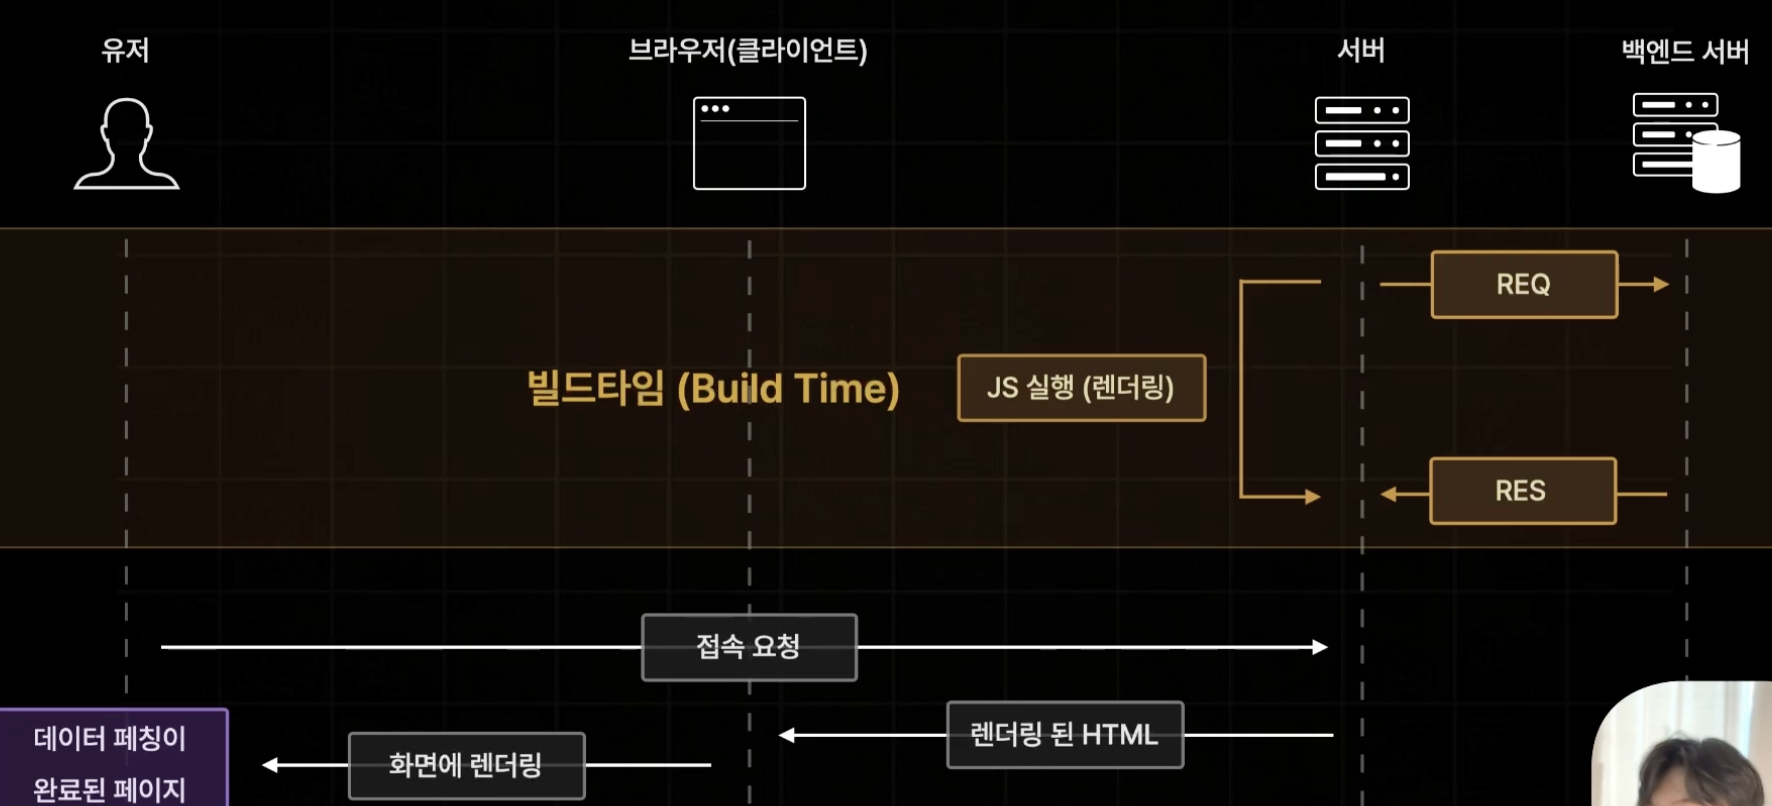 유저
브라우저(클라이언트)
서버
백엔드 서버
REQ
빌드타임 (Build Time)
JS 실행 (렌더링)
RES
접속 요청
렌더링 된 HTML
화면에 렌더링
데이터 페칭이
완료된 페이지